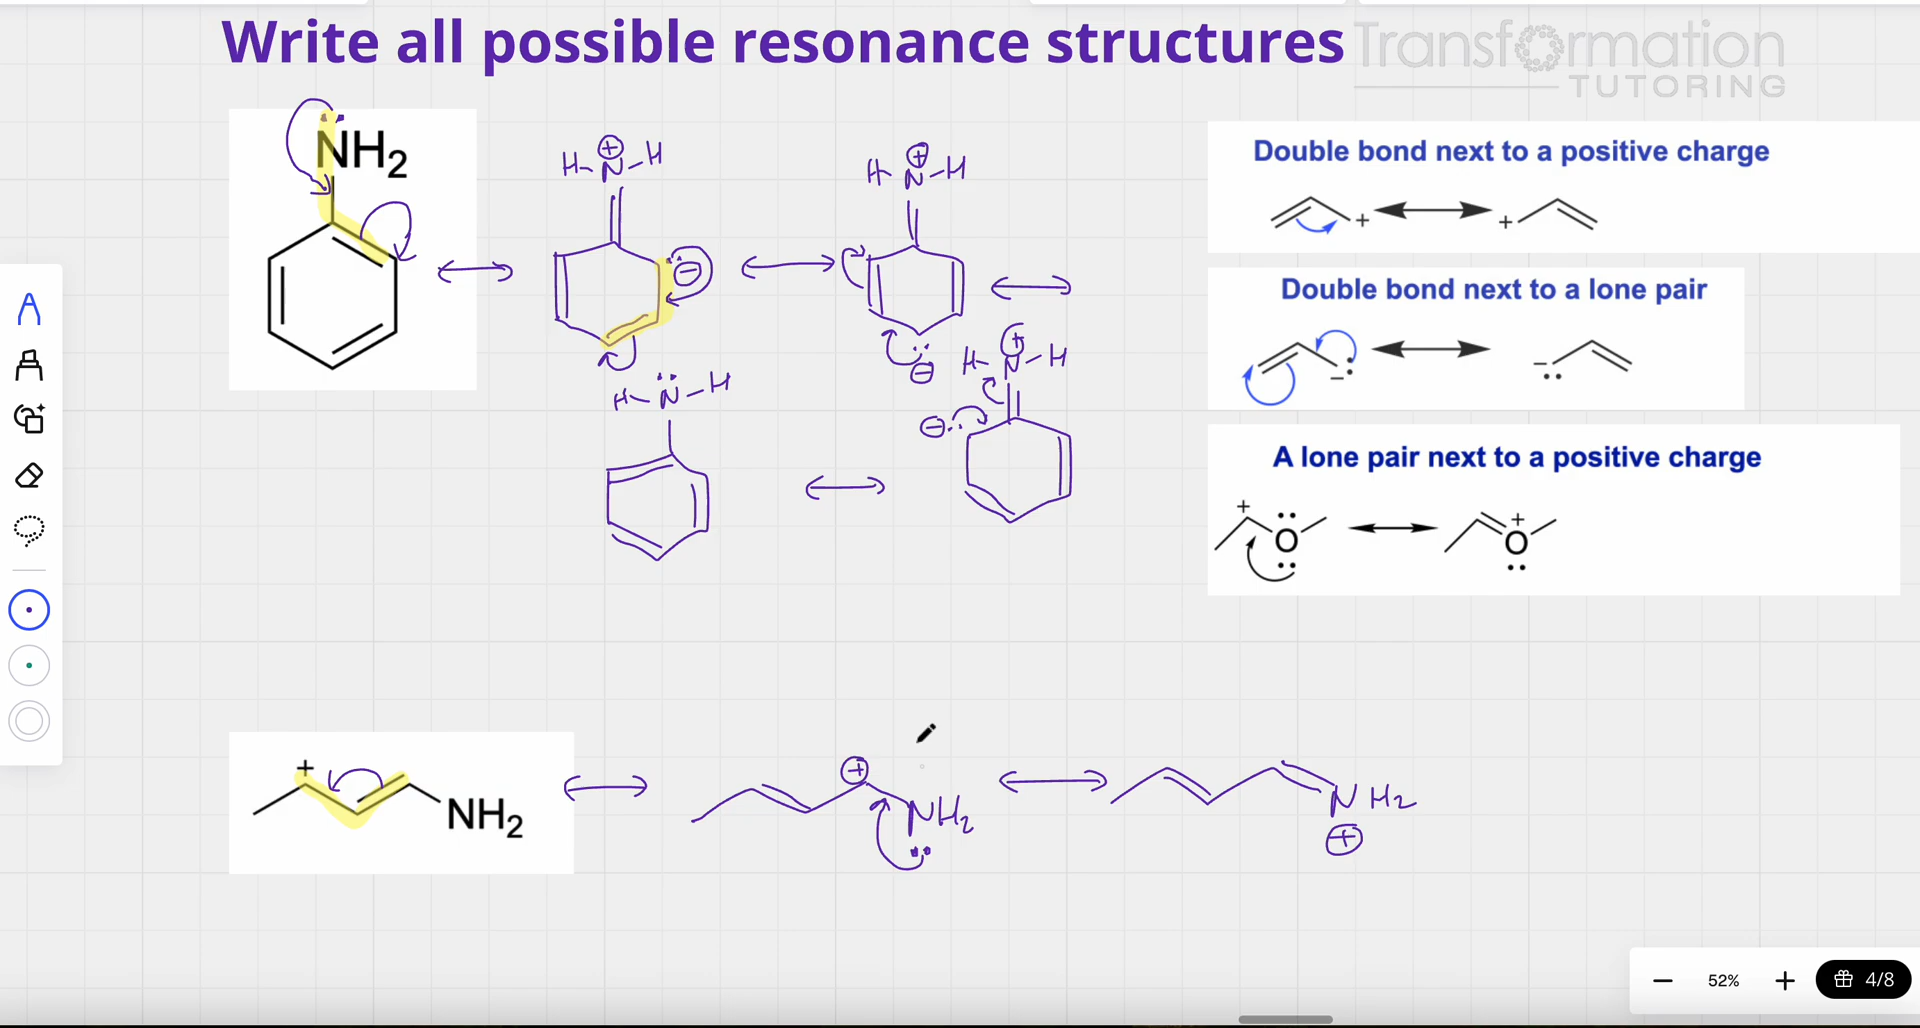 Write all possible resonance structures
Transformation
TUTORING
NH2
H-N-H
⊕
⊖
H-N-H
⊕
⊖
H-N-H
⊕
⊖
H-N-H
Double bond next to a positive charge
+ +
Double bond next to a lone pair
− −
A lone pair next to a positive charge
+ +
O O
+
NH2
⊕
NH2
NH2
⊕
52%
4/8